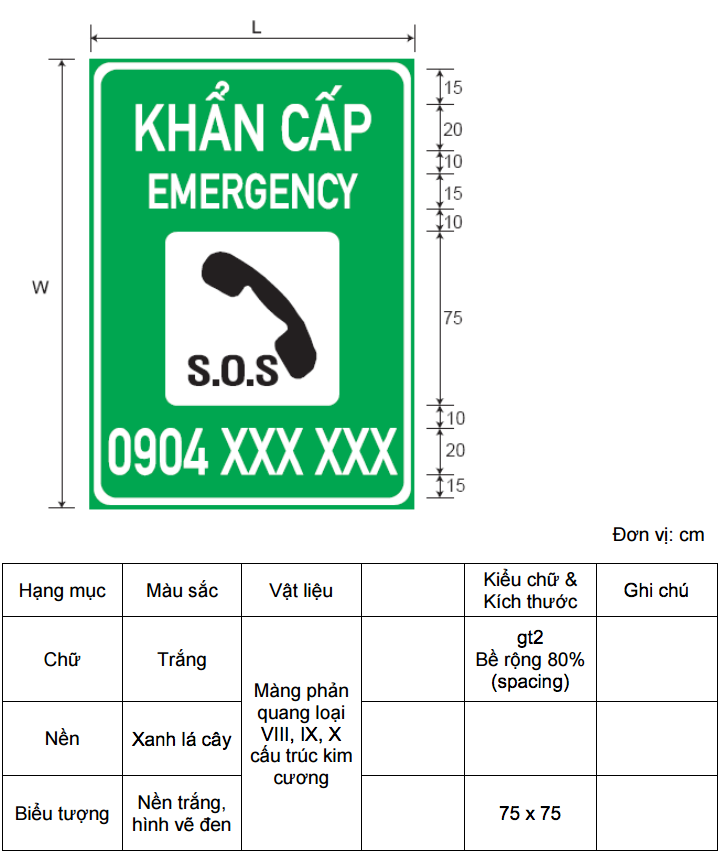 L
W
KHẨN CẤP
EMERGENCY
S.O.S
0904 XXX XXX
15
20
10
15
10
75
10
20
15
Đơn vị: cm
Hạng mục
Màu sắc
Vật liệu
Kiểu chữ &
Kích thước
Ghi chú
Chữ
Trắng
Màng phản
quang loại
VIII, IX, X
cấu trúc kim
cương
gt2
Bề rộng 80%
(spacing)
Nền
Xanh lá cây
Biểu tượng
Nền trắng,
hình vẽ đen
75 x 75